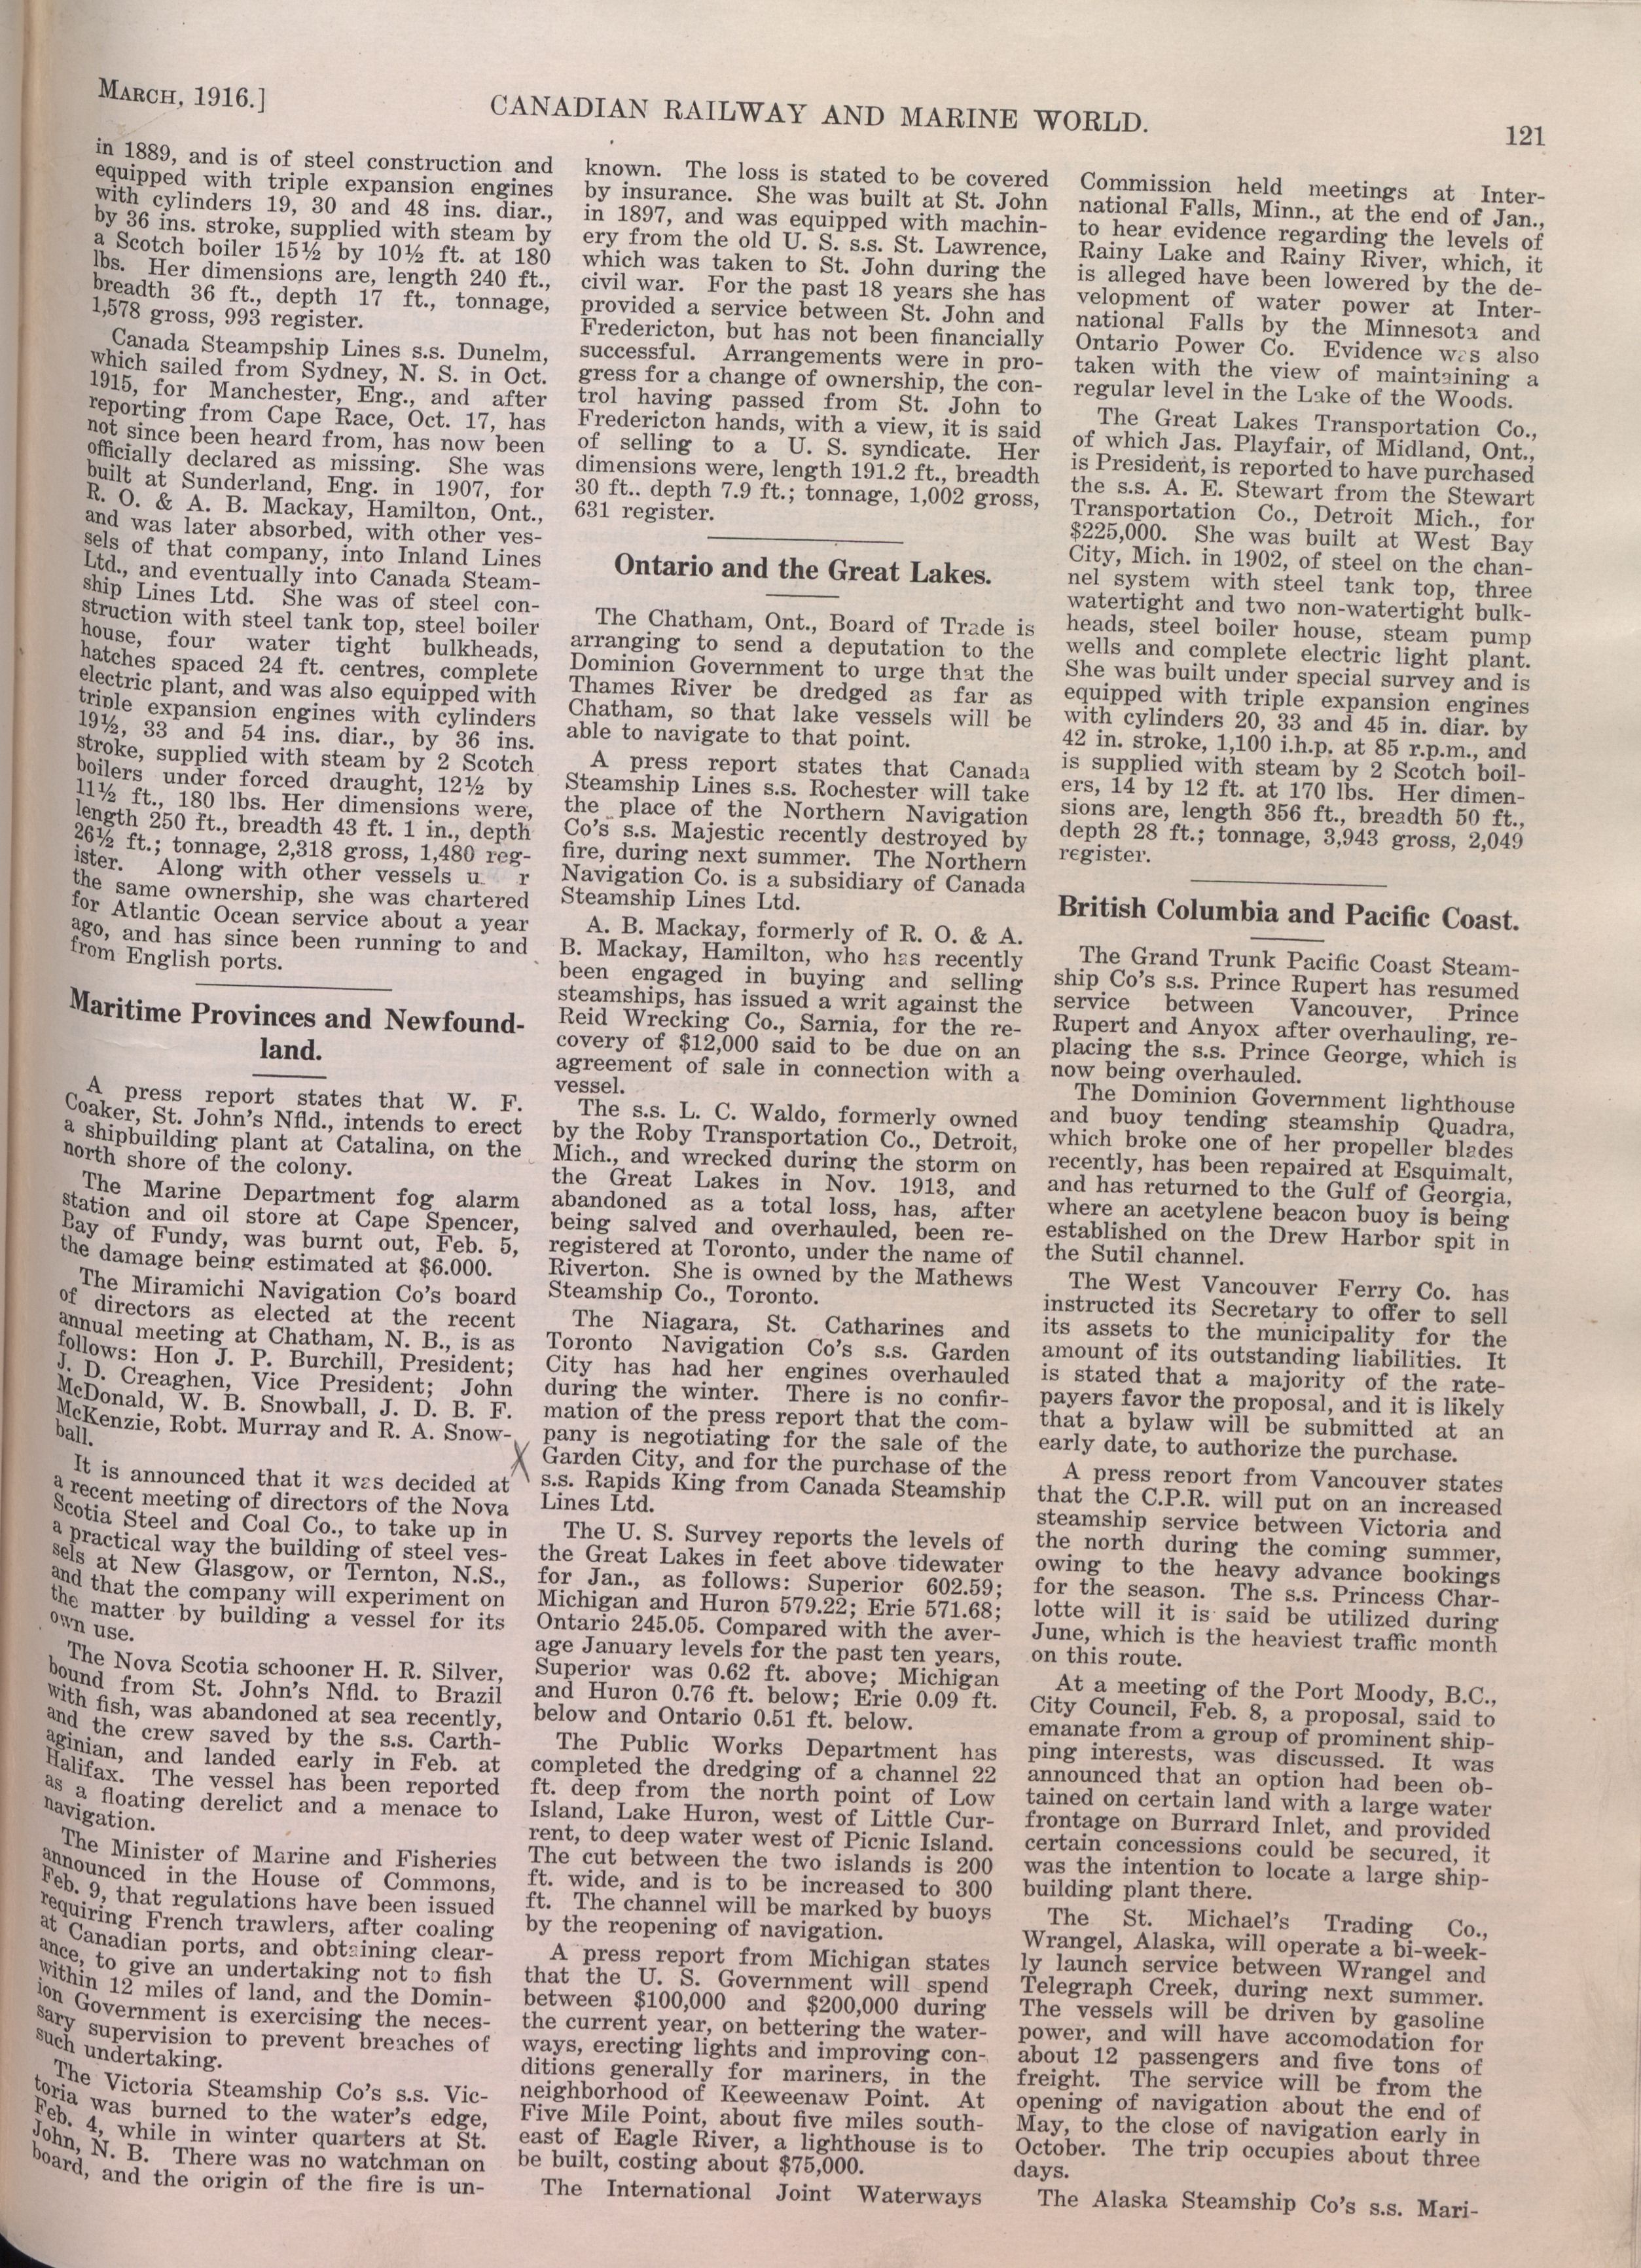 MARCH, 1916.]
CANADIAN RAILWAY AND MARINE WORLD.
121
in 1889, and is of steel construction and
equipped with triple expansion engines
with cylinders 19, 30 and 48 ins. diar.,
by 36 ins. stroke, supplied with steam by
a Scotch boiler 15½ by 10½ ft. at 180
lbs. Her dimensions are, length 240 ft.,
breadth 36 ft., depth 17 ft., tonnage,
1,578 gross, 993 register.
Canada Steampship Lines s.s. Dunelm,
which sailed from Sydney, N. S. in Oct.
1915, for Manchester, Eng., and after
reporting from Cape Race, Oct. 17, has
not since been heard from, has now been
officially declared as missing. She was
built at Sunderland, Eng. in 1907, for
R. O. & A. B. Mackay, Hamilton, Ont.,
and was later absorbed, with other ves-
sels of that company, into Inland Lines
Ltd., and eventually into Canada Steam-
ship Lines Ltd. She was of steel con-
struction with steel tank top, steel boiler
house, four water tight bulkheads,
hatches spaced 24 ft. centres, complete
electric plant, and was also equipped with
triple expansion engines with cylinders
19½, 33 and 54 ins. diar., by 36 ins.
stroke, supplied with steam by 2 Scotch
boilers under forced draught, 12½ by
11½ ft., 180 lbs. Her dimensions were,
length 250 ft., breadth 43 ft. 1 in., depth
26½ ft.; tonnage, 2,318 gross, 1,480 reg-
ister. Along with other vessels u r
the same ownership, she was chartered
for Atlantic Ocean service about a year
ago, and has since been running to and
from English ports.
Maritime Provinces and Newfound-
land.
A press report states that W. F.
Coaker, St. John's Nfld., intends to erect
a shipbuilding plant at Catalina, on the
north shore of the colony.
The Marine Department fog alarm
station and oil store at Cape Spencer,
Bay of Fundy, was burnt out, Feb. 5,
the damage being estimated at $6.000.
The Miramichi Navigation Co's board
of directors as elected at the recent
annual meeting at Chatham, N. B., is as
follows: Hon J. P. Burchill, President;
J. D. Creaghen, Vice President; John
McDonald, W. B. Snowball, J. D. B. F.
McKenzie, Robt. Murray and R. A. Snow-
ball.
It is announced that it was decided at
a recent meeting of directors of the Nova
Scotia Steel and Coal Co., to take up in
a practical way the building of steel ves-
sels at New Glasgow, or Ternton, N.S.,
and that the company will experiment on
the matter by building a vessel for its
own use.
The Nova Scotia schooner H. R. Silver,
bound from St. John's Nfld. to Brazil
with fish, was abandoned at sea recently,
and the crew saved by the s.s. Carth-
aginian, and landed early in Feb. at
Halifax. The vessel has been reported
as a floating derelict and a menace to
navigation.
The Minister of Marine and Fisheries
announced in the House of Commons,
Feb. 9, that regulations have been issued
requiring French trawlers, after coaling
at Canadian ports, and obtaining clear-
ance, to give an undertaking not to fish
within 12 miles of land, and the Domin-
ion Government is exercising the neces-
sary supervision to prevent breaches of
such undertaking.
The Victoria Steamship Co's s.s. Vic-
toria was burned to the water's edge,
Feb. 4, while in winter quarters at St.
John, N. B. There was no watchman on
board, and the origin of the fire is un-
known. The loss is stated to be covered
by insurance. She was built at St. John
in 1897, and was equipped with machin-
ery from the old U. S. s.s. St. Lawrence,
which was taken to St. John during the
civil war. For the past 18 years she has
provided a service between St. John and
Fredericton, but has not been financially
successful. Arrangements were in pro-
gress for a change of ownership, the con-
trol having passed from St. John to
Fredericton hands, with a view, it is said
of selling to a U. S. syndicate. Her
dimensions were, length 191.2 ft., breadth
30 ft.. depth 7.9 ft.; tonnage, 1,002 gross,
631 register.
Ontario and the Great Lakes.
The Chatham, Ont., Board of Trade is
arranging to send a deputation to the
Dominion Government to urge that the
Thames River be dredged as far as
Chatham, so that lake vessels will be
able to navigate to that point.
A press report states that Canada
Steamship Lines s.s. Rochester will take
the place of the Northern Navigation
Co's s.s. Majestic recently destroyed by
fire, during next summer. The Northern
Navigation Co. is a subsidiary of Canada
Steamship Lines Ltd.
A. B. Mackay, formerly of R. O. & A.
B. Mackay, Hamilton, who has recently
been engaged in buying and selling
steamships, has issued a writ against the
Reid Wrecking Co., Sarnia, for the re-
covery of $12,000 said to be due on an
agreement of sale in connection with a
vessel.
The s.s. L. C. Waldo, formerly owned
by the Roby Transportation Co., Detroit,
Mich., and wrecked during the storm on
the Great Lakes in Nov. 1913, and
abandoned as a total loss, has, after
being salved and overhauled, been re-
registered at Toronto, under the name of
Riverton. She is owned by the Mathews
Steamship Co., Toronto.
The Niagara, St. Catharines and
Toronto Navigation Co's s.s. Garden
City has had her engines overhauled
during the winter. There is no confir-
mation of the press report that the com-
pany is negotiating for the sale of the
Garden City, and for the purchase of the
s.s. Rapids King from Canada Steamship
Lines Ltd.
The U. S. Survey reports the levels of
the Great Lakes in feet above tidewater
for Jan., as follows: Superior 602.59;
Michigan and Huron 579.22; Erie 571.68;
Ontario 245.05. Compared with the aver-
age January levels for the past ten years,
Superior was 0.62 ft. above; Michigan
and Huron 0.76 ft. below; Erie 0.09 ft.
below and Ontario 0.51 ft. below.
The Public Works Department has
completed the dredging of a channel 22
ft. deep from the north point of Low
Island, Lake Huron, west of Little Cur-
rent, to deep water west of Picnic Island.
The cut between the two islands is 200
ft. wide, and is to be increased to 300
ft. The channel will be marked by buoys
by the reopening of navigation.
A press report from Michigan states
that the U. S. Government will spend
between $100,000 and $200,000 during
the current year, on bettering the water-
ways, erecting lights and improving con-
ditions generally for mariners, in the
neighborhood of Keeweenaw Point. At
Five Mile Point, about five miles south-
east of Eagle River, a lighthouse is to
be built, costing about $75,000.
The International Joint Waterways
Commission held meetings at Inter-
national Falls, Minn., at the end of Jan.,
to hear evidence regarding the levels of
Rainy Lake and Rainy River, which, it
is alleged have been lowered by the de-
velopment of water power at Inter-
national Falls by the Minnesota and
Ontario Power Co. Evidence was also
taken with the view of maintaining a
regular level in the Lake of the Woods.
The Great Lakes Transportation Co.,
of which Jas. Playfair, of Midland, Ont.,
is President, is reported to have purchased
the s.s. A. E. Stewart from the Stewart
Transportation Co., Detroit Mich., for
$225,000. She was built at West Bay
City, Mich. in 1902, of steel on the chan-
nel system with steel tank top, three
watertight and two non-watertight bulk-
heads, steel boiler house, steam pump
wells and complete electric light plant.
She was built under special survey and is
equipped with triple expansion engines
with cylinders 20, 33 and 45 in. diar. by
42 in. stroke, 1,100 i.h.p. at 85 r.p.m., and
is supplied with steam by 2 Scotch boil-
ers, 14 by 12 ft. at 170 lbs. Her dimen-
sions are, length 356 ft., breadth 50 ft.,
depth 28 ft.; tonnage, 3,943 gross, 2,049
register.
British Columbia and Pacific Coast.
The Grand Trunk Pacific Coast Steam-
ship Co's s.s. Prince Rupert has resumed
service between Vancouver, Prince
Rupert and Anyox after overhauling, re-
placing the s.s. Prince George, which is
now being overhauled.
The Dominion Government lighthouse
and buoy tending steamship Quadra,
which broke one of her propeller blades
recently, has been repaired at Esquimalt,
and has returned to the Gulf of Georgia,
where an acetylene beacon buoy is being
established on the Drew Harbor spit in
the Sutil channel.
The West Vancouver Ferry Co. has
instructed its Secretary to offer to sell
its assets to the municipality for the
amount of its outstanding liabilities. It
is stated that a majority of the rate-
payers favor the proposal, and it is likely
that a bylaw will be submitted at an
early date, to authorize the purchase.
A press report from Vancouver states
that the C.P.R. will put on an increased
steamship service between Victoria and
the north during the coming summer,
owing to the heavy advance bookings
for the season. The s.s. Princess Char-
lotte will it is said be utilized during
June, which is the heaviest traffic month
on this route.
At a meeting of the Port Moody, B.C.,
City Council, Feb. 8, a proposal, said to
emanate from a group of prominent ship-
ping interests, was discussed. It was
announced that an option had been ob-
tained on certain land with a large water
frontage on Burrard Inlet, and provided
certain concessions could be secured, it
was the intention to locate a large ship-
building plant there.
The St. Michael's Trading Co.,
Wrangel, Alaska, will operate a bi-week-
ly launch service between Wrangel and
Telegraph Creek, during next summer.
The vessels will be driven by gasoline
power, and will have accomodation for
about 12 passengers and five tons of
freight. The service will be from the
opening of navigation about the end of
May, to the close of navigation early in
October. The trip occupies about three
days.
The Alaska Steamship Co's s.s. Mari-